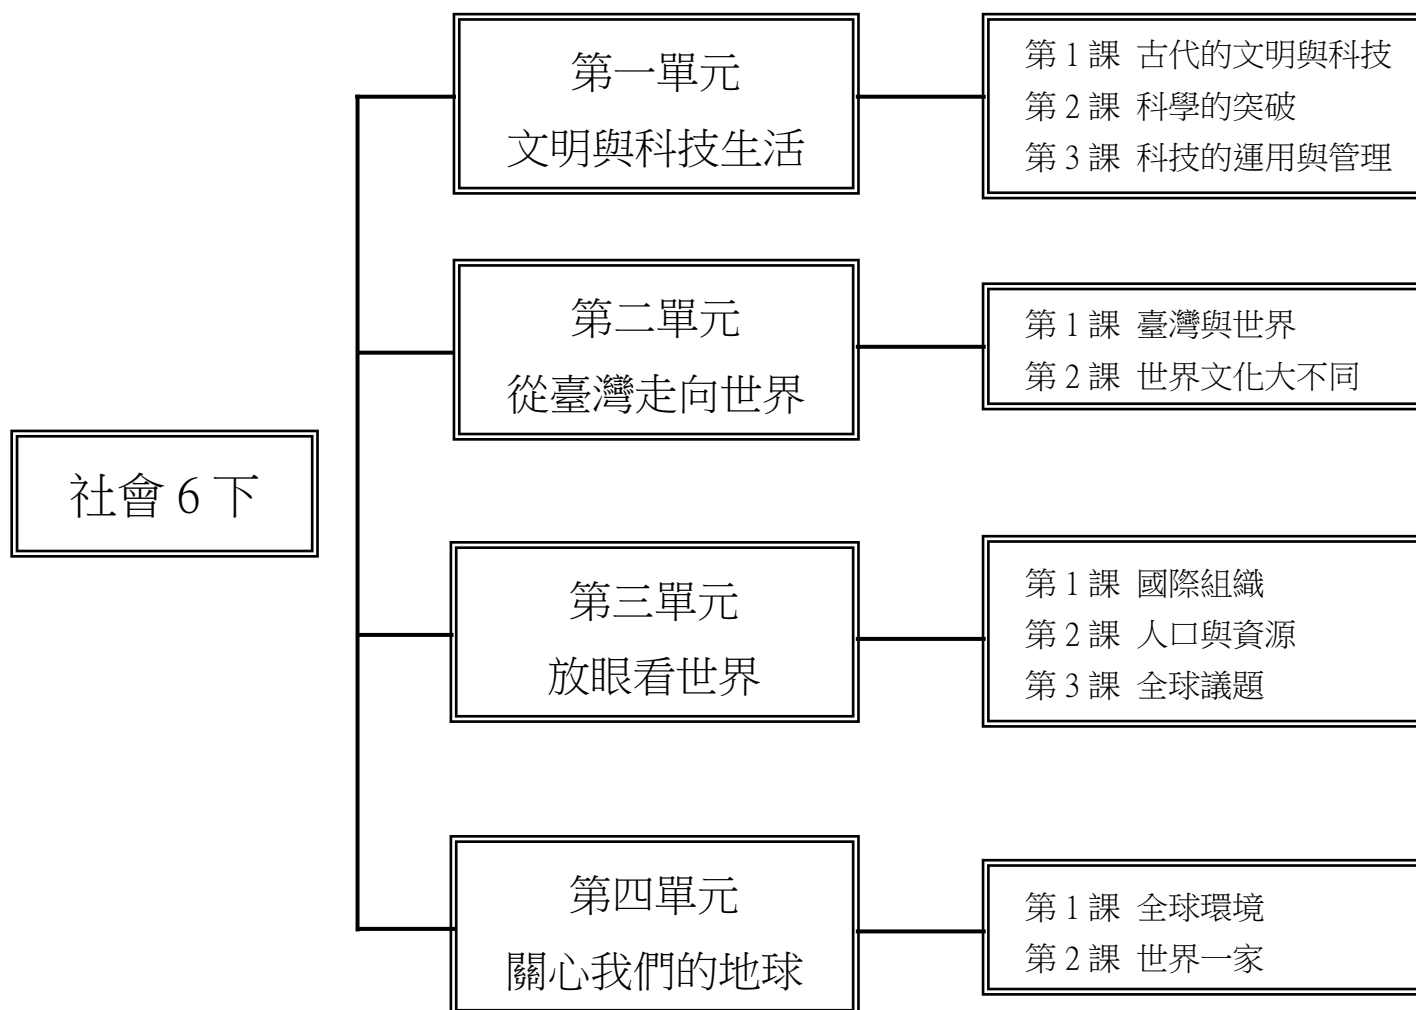 社會 6 下
第一單元
文明與科技生活
第 1 課 古代的文明與科技
第 2 課 科學的突破
第 3 課 科技的運用與管理
第二單元
從臺灣走向世界
第 1 課 臺灣與世界
第 2 課 世界文化大不同
第三單元
放眼看世界
第 1 課 國際組織
第 2 課 人口與資源
第 3 課 全球議題
第四單元
關心我們的地球
第 1 課 全球環境
第 2 課 世界一家